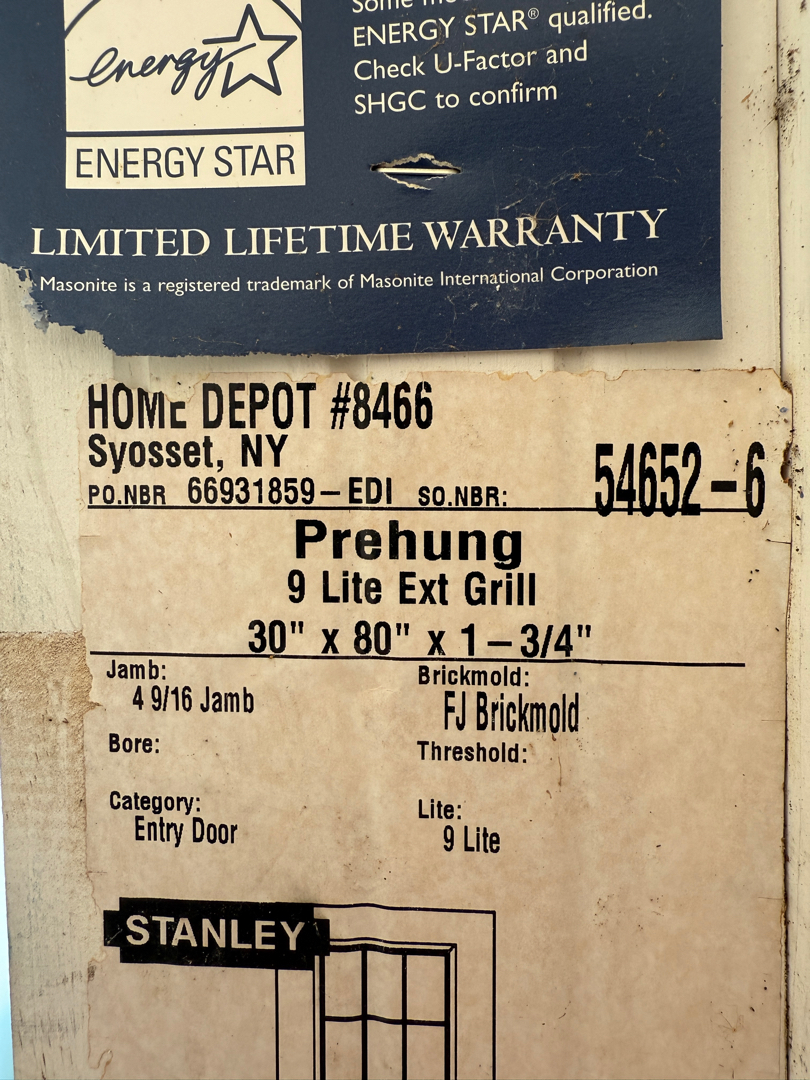 Some
ENERGY STAR® qualified.
Check U-Factor and
SHGC to confirm
energy
ENERGY STAR
LIMITED LIFETIME WARRANTY
Masonite is a registered trademark of Masonite International Corporation
HOME DEPOT #8466
Syosset, NY
PO.NBR 66931859-EDI SO.NBR: 54652-6
Prehung
9 Lite Ext Grill
30" x 80" x 1-3/4"
Jamb: Brickmold:
4 9/16 Jamb FJ Brickmold
Bore: Threshold:
Category: Lite:
Entry Door 9 Lite
STANLEY